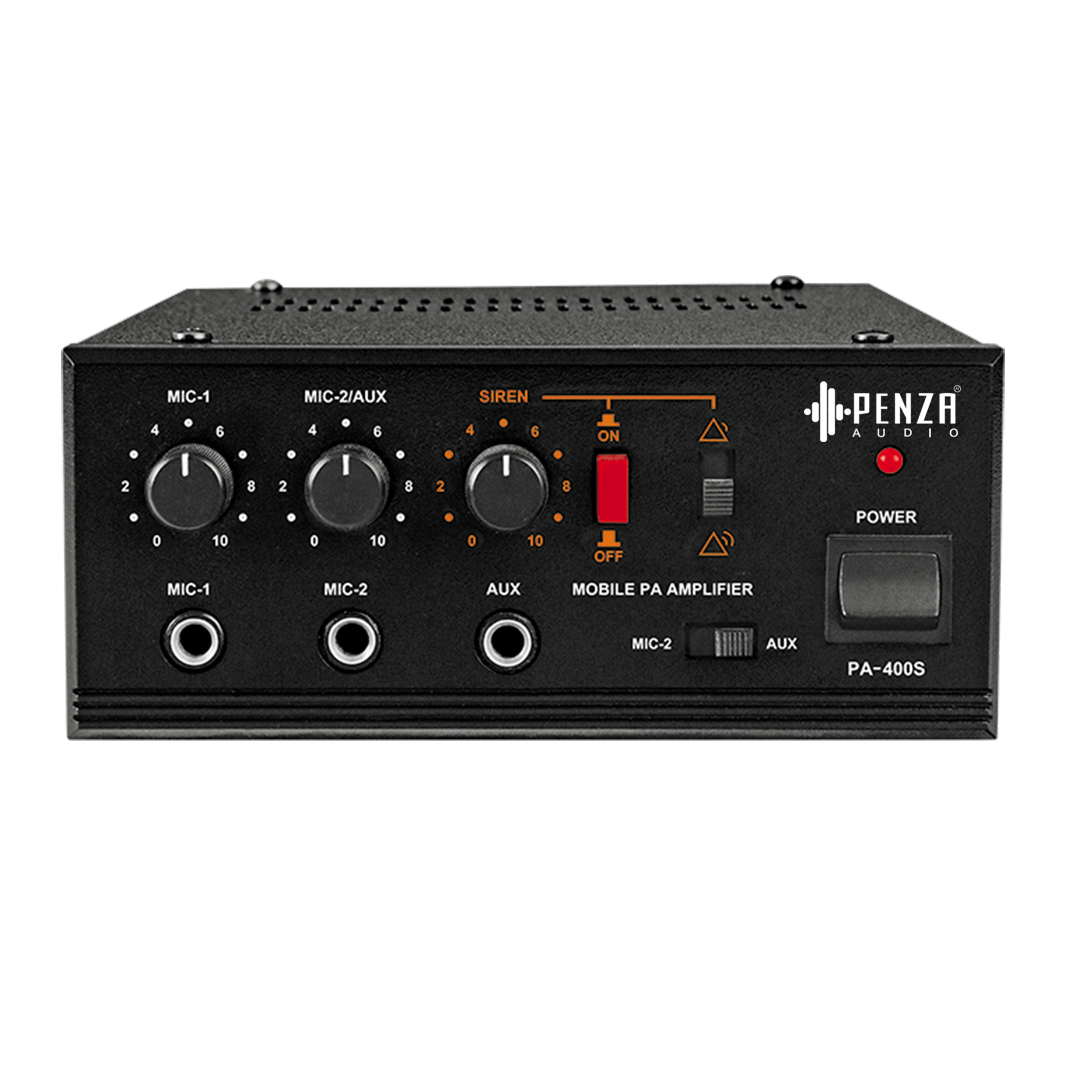 MIC-1
MIC-2/AUX
SIREN
PENZA®
AUDIO
4 6
2 8
0 10
4 6
2 8
0 10
4 6
2 8
0 10
ON
OFF
POWER
MIC-1
MIC-2
AUX
MOBILE PA AMPLIFIER
MIC-2
AUX
PA-400S